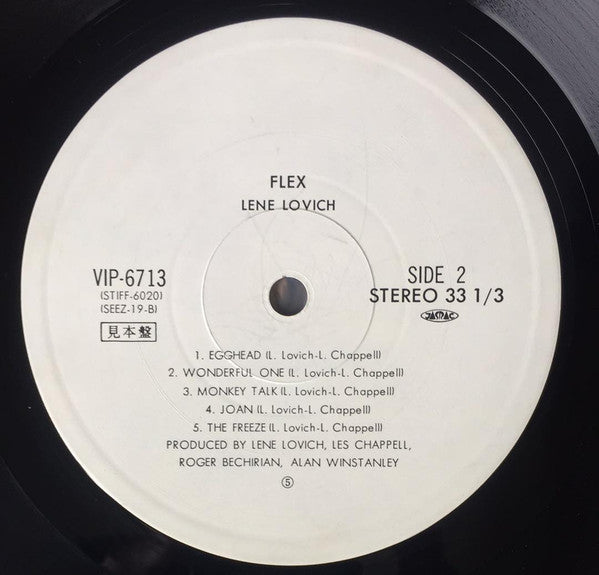 FLEX
LENE LOVICH
VIP-6713
(STIFF-6020)
(SEEZ-19-B)
見本盤
SIDE 2
STEREO 33 1/3
JASRAC
1. EGGHEAD (L. Lovich-L. Chappell)
2. WONDERFUL ONE (L. Lovich-L. Chappell)
3. MONKEY TALK (L. Lovich-L. Chappell)
4. JOAN (L. Lovich-L. Chappell)
5. THE FREEZE (L. Lovich-L. Chappell)
PRODUCED BY LENE LOVICH, LES CHAPPELL,
ROGER BECHIRIAN, ALAN WINSTANLEY
⑤